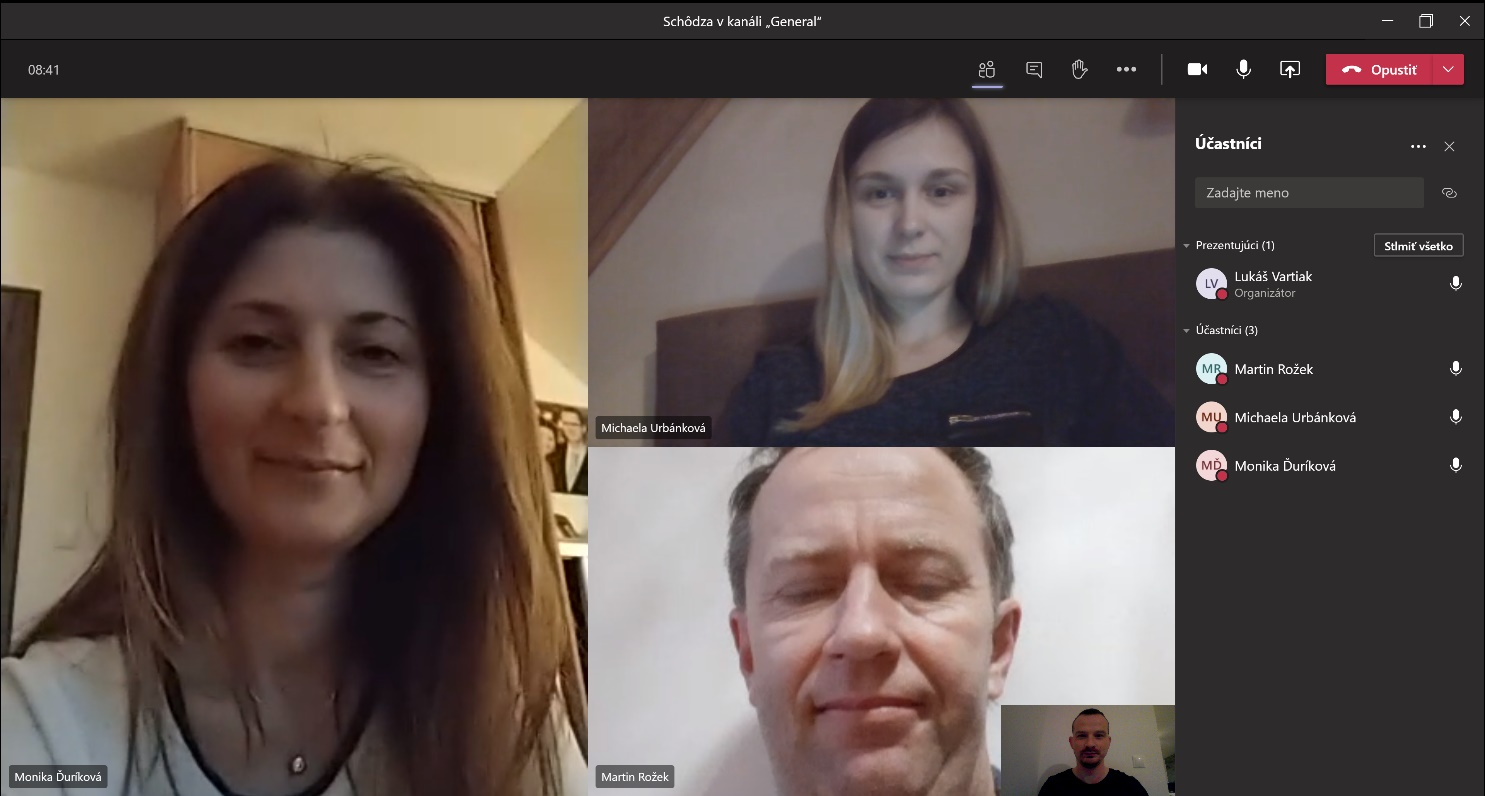 Schôdza v kanáli „General“
08:41
Opustiť
Účastníci
Zadajte meno
Prezentujúci (1)
Stlmiť všetko
LV
Lukáš Vartiak
Organizátor
Účastníci (3)
MR
Martin Rožek
MU
Michaela Urbánková
MĎ
Monika Ďuríková
Michaela Urbánková
Monika Ďuríková
Martin Rožek